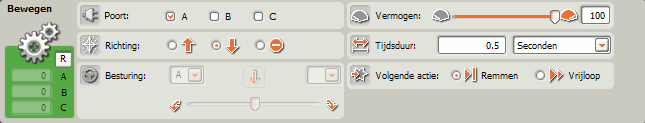 Bewegen
Poort: A B C
Vermogen: 100
Richting:
Tijdsduur: 0.5 Seconden
Besturing: A
Volgende actie: Remmen Vrijloop
R
0 A
0 B
0 C